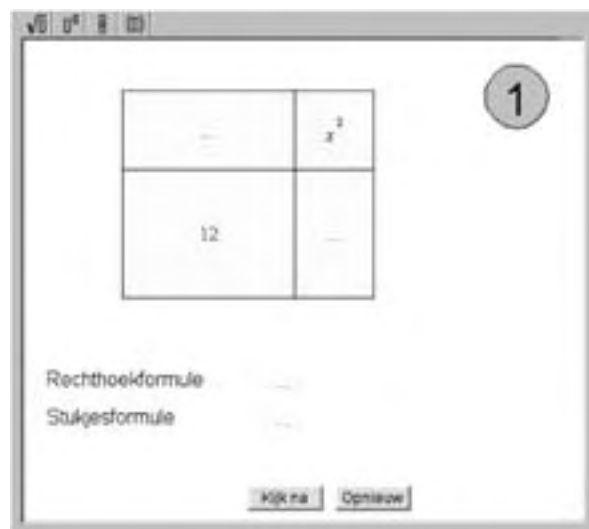 1
...
x²
12
...
Rechthoekformule ...
Stukjesformule ...
Kijk na Opnieuw